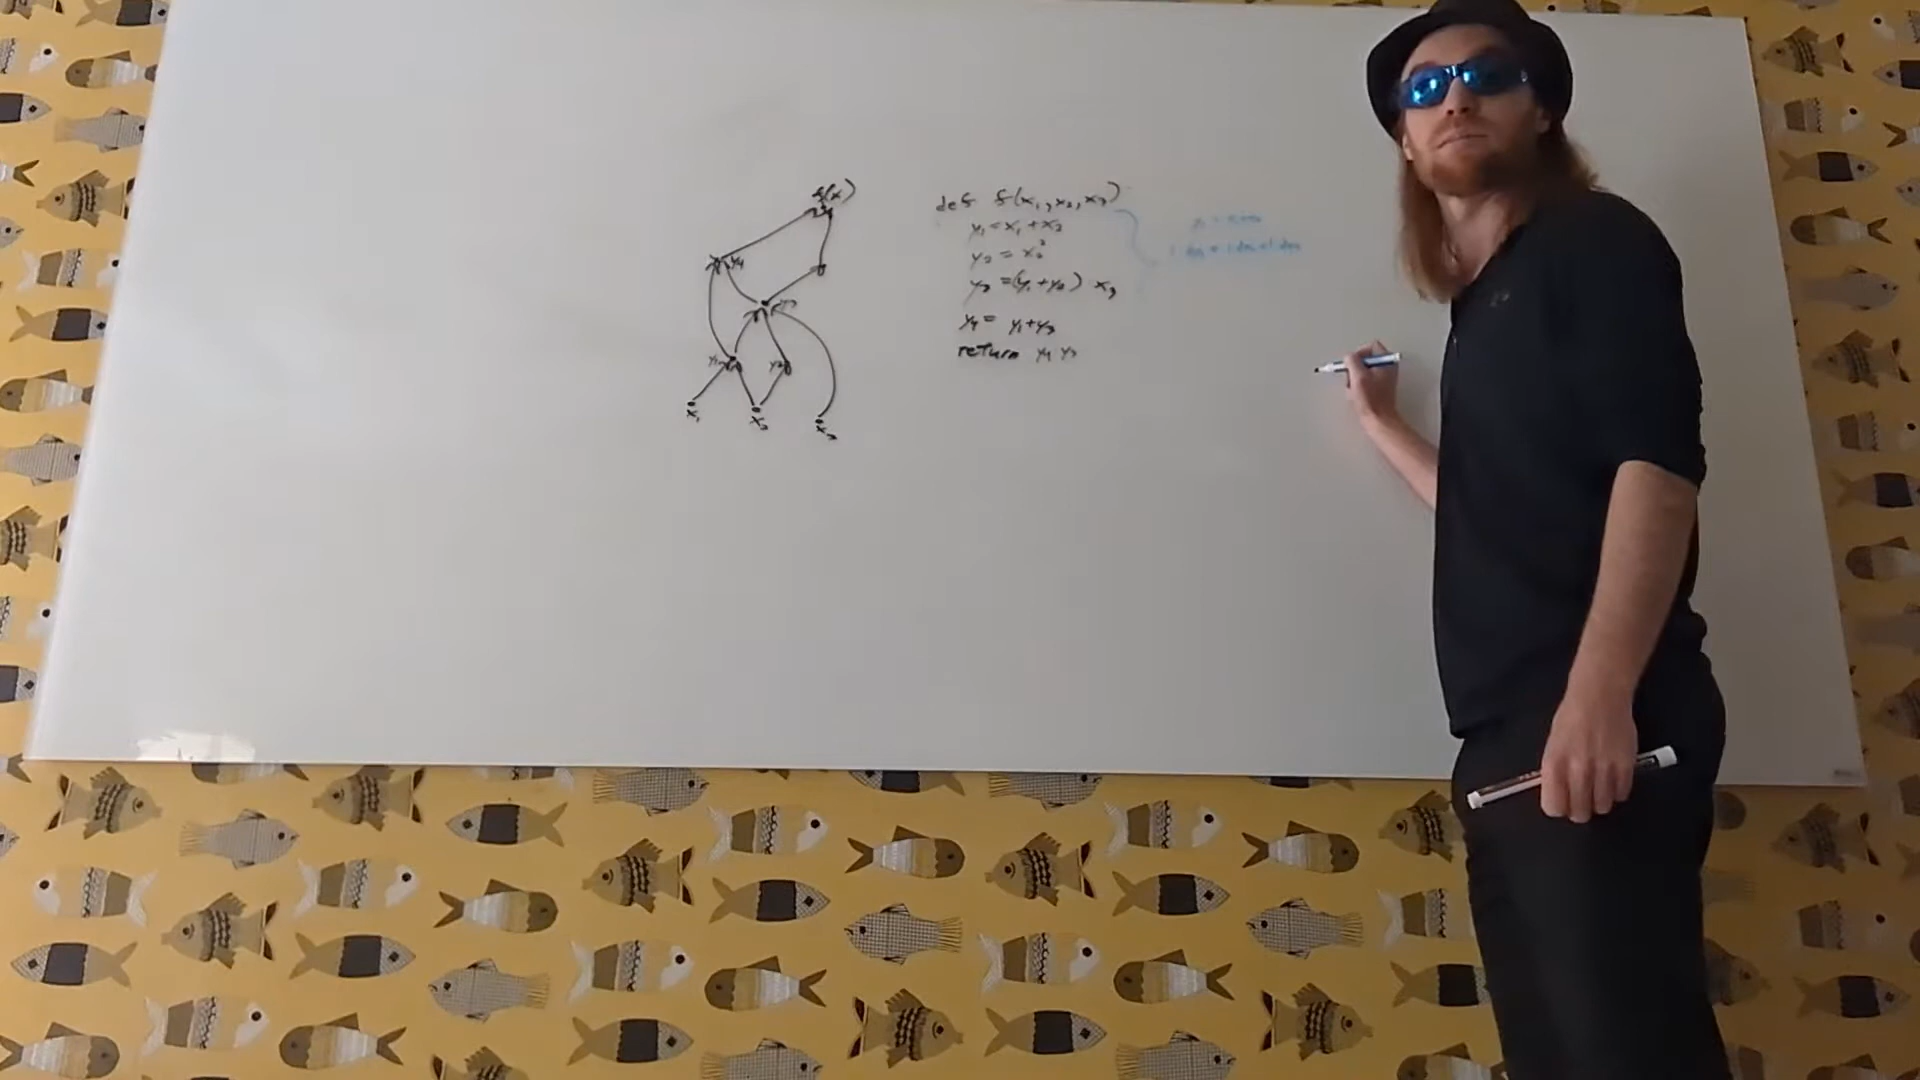 f(x)
y4
y3
y1 y2
x1 x2 x3
def f(x1, x2, x3)
y1 = x1 + x2
y2 = x2²
y3 = (y1 + y2) x3
y4 = y1 + y3
return y4 y3